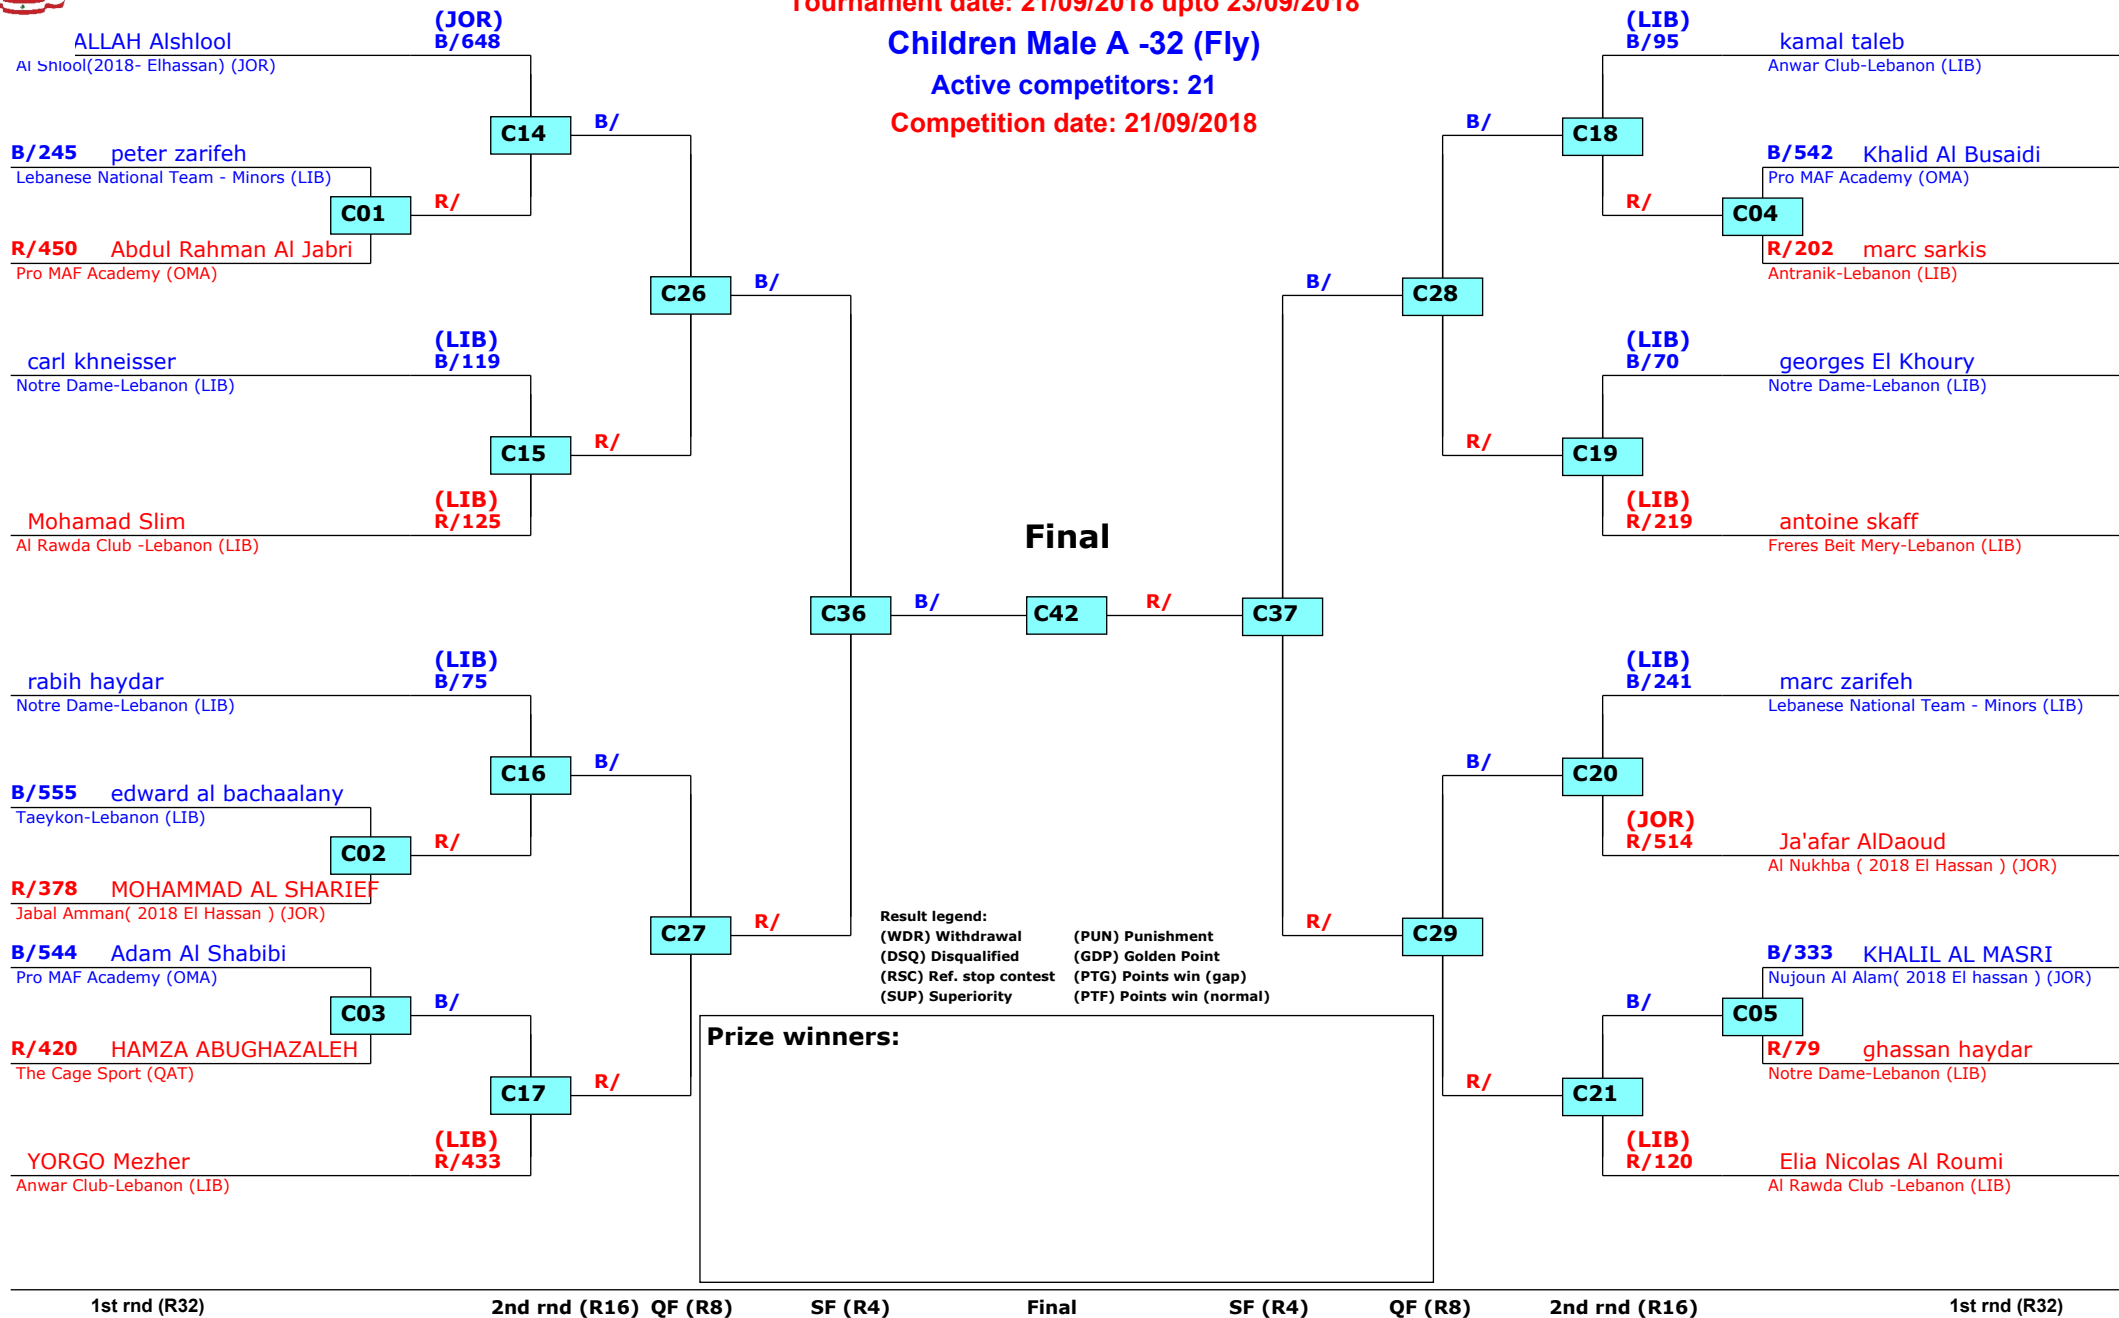 Tournament date: 21/09/2018 upto 23/09/2018
Children Male A -32 (Fly)
Active competitors: 21
Competition date: 21/09/2018
(JOR)
ALLAH Alshlool B/648
Al Shlool(2018- Elhassan) (JOR)
C14 B/
B/245 peter zarifeh
Lebanese National Team - Minors (LIB)
C01 R/
R/450 Abdul Rahman Al Jabri
Pro MAF Academy (OMA)
C26 B/
(LIB)
carl khneisser B/119
Notre Dame-Lebanon (LIB)
C15 R/
(LIB)
Mohamad Slim R/125
Al Rawda Club -Lebanon (LIB)
C36 B/
(LIB)
rabih haydar B/75
Notre Dame-Lebanon (LIB)
C16 B/
B/555 edward al bachaalany
Taeykon-Lebanon (LIB)
C02 R/
R/378 MOHAMMAD AL SHARIEF
Jabal Amman( 2018 El Hassan ) (JOR)
C27 R/
B/544 Adam Al Shabibi
Pro MAF Academy (OMA)
C03 B/
R/420 HAMZA ABUGHAZALEH
The Cage Sport (QAT)
C17 R/
(LIB)
YORGO Mezher R/433
Anwar Club-Lebanon (LIB)
Final
C42
R/ C37
(LIB)
B/95 kamal taleb
Anwar Club-Lebanon (LIB)
B/ C18
B/542 Khalid Al Busaidi
Pro MAF Academy (OMA)
R/ C04
R/202 marc sarkis
Antranik-Lebanon (LIB)
B/ C28
(LIB)
B/70 georges El Khoury
Notre Dame-Lebanon (LIB)
R/ C19
(LIB)
R/219 antoine skaff
Freres Beit Mery-Lebanon (LIB)
(LIB)
B/241 marc zarifeh
Lebanese National Team - Minors (LIB)
B/ C20
(JOR)
R/514 Ja'afar AlDaoud
Al Nukhba ( 2018 El Hassan ) (JOR)
R/ C29
B/333 KHALIL AL MASRI
Nujoun Al Alam( 2018 El hassan ) (JOR)
B/ C05
R/79 ghassan haydar
Notre Dame-Lebanon (LIB)
R/ C21
(LIB)
R/120 Elia Nicolas Al Roumi
Al Rawda Club -Lebanon (LIB)
Result legend:
(WDR) Withdrawal (PUN) Punishment
(DSQ) Disqualified (GDP) Golden Point
(RSC) Ref. stop contest (PTG) Points win (gap)
(SUP) Superiority (PTF) Points win (normal)
Prize winners:
1st rnd (R32) 2nd rnd (R16) QF (R8) SF (R4) Final SF (R4) QF (R8) 2nd rnd (R16) 1st rnd (R32)